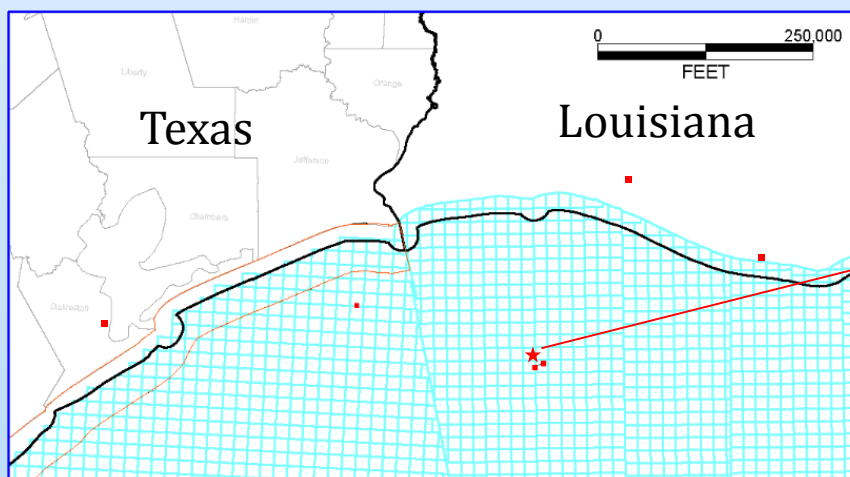 Hardin
0 250,000
FEET
Liberty
Orange
Texas
Louisiana
Jefferson
Chambers
Galveston